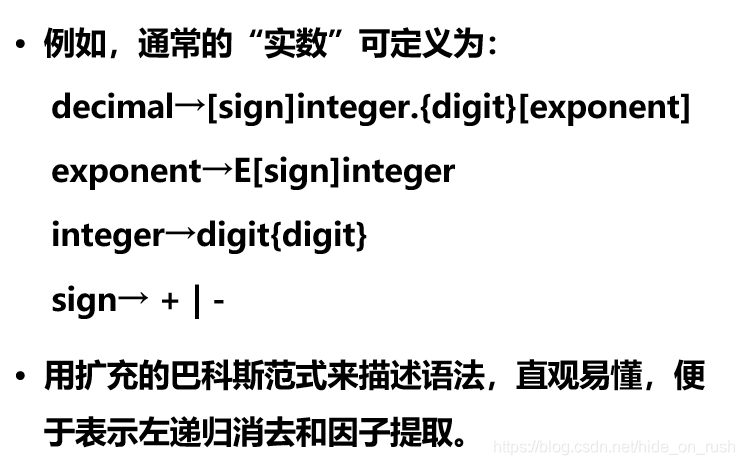 • 例如，通常的“实数”可定义为：
decimal→[sign]integer.{digit}[exponent]
exponent→E[sign]integer
integer→digit{digit}
sign→ + | -
• 用扩充的巴科斯范式来描述语法，直观易懂，便
于表示左递归消去和因子提取。
https://blog.csdn.net/hide_on_rush